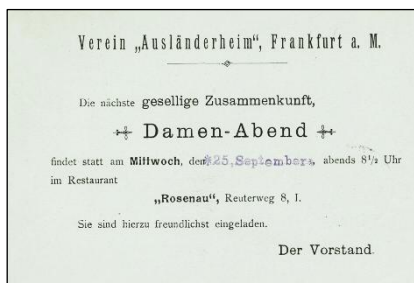 Verein „Ausländerheim", Frankfurt a. M.
Die nächste gesellige Zusammenkunft,
Damen-Abend
findet statt am Mittwoch, den 25. September, abends 8½ Uhr
im Restaurant
„Rosenau", Reuterweg 8, I.
Sie sind hierzu freundlichst eingeladen.
Der Vorstand.